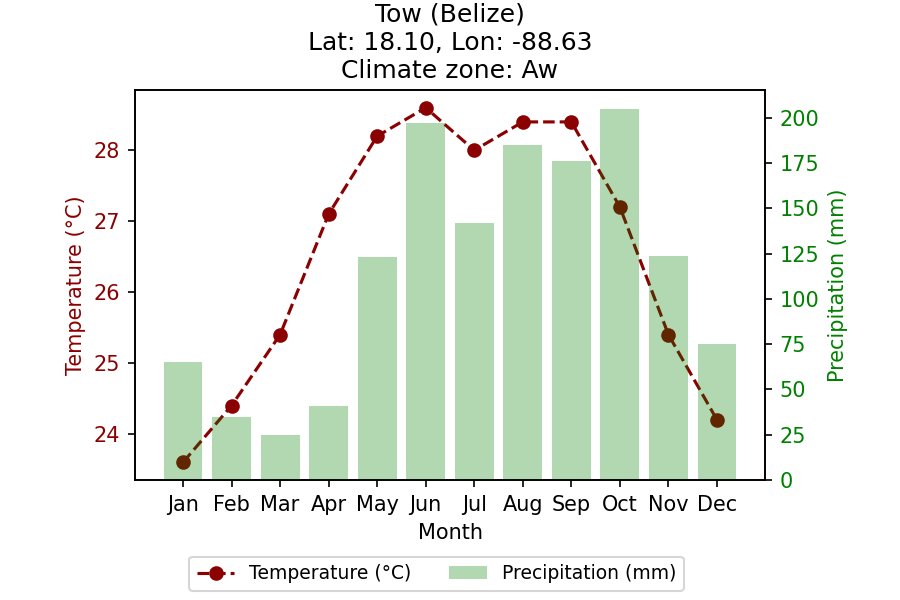 Tow (Belize)
Lat: 18.10, Lon: -88.63
Climate zone: Aw
Temperature (°C)
28
27
26
25
24
Precipitation (mm)
200
175
150
125
100
75
50
25
0
Jan Feb Mar Apr May Jun Jul Aug Sep Oct Nov Dec
Month
Temperature (°C) Precipitation (mm)